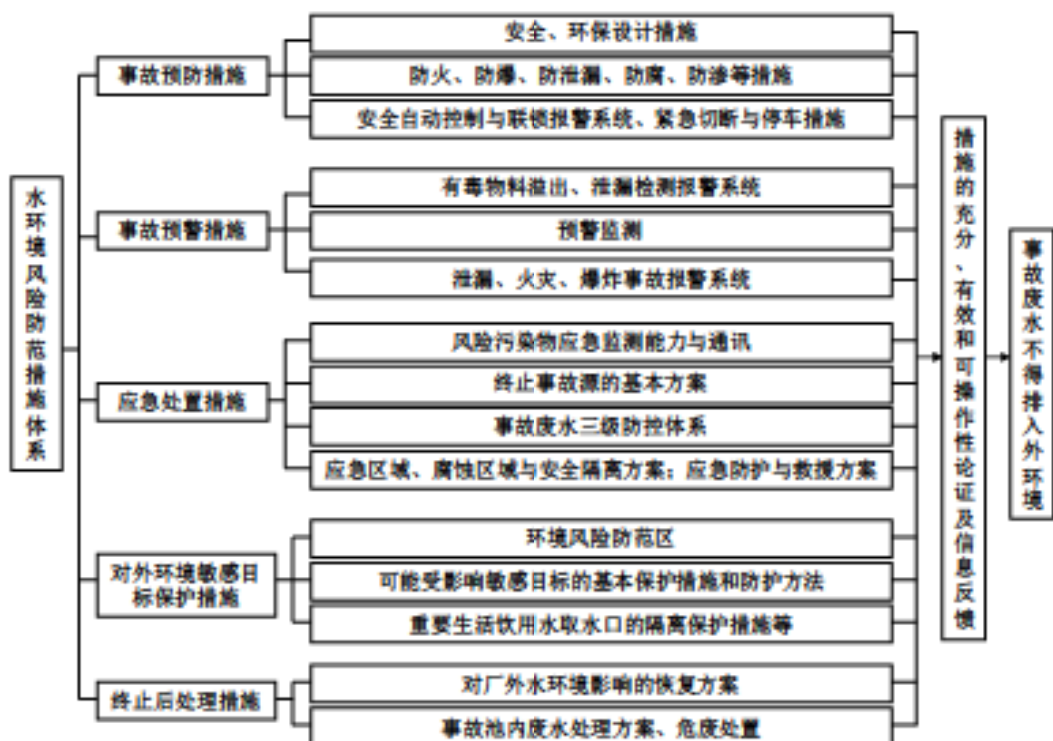 水环境风险防范措施体系
事故预防措施
安全、环保设计措施
防火、防爆、防泄漏、防腐、防渗等措施
安全自动控制与联锁报警系统、紧急切断与停车措施
事故预警措施
有毒物料溢出、泄漏检测报警系统
预警监测
泄漏、火灾、爆炸事故报警系统
应急处置措施
风险污染物应急监测能力与通讯
终止事故源的基本方案
事故废水三级防控体系
应急区域、腐蚀区域与安全隔离方案；应急防护与救援方案
对外环境敏感目
标保护措施
环境风险防范区
可能受影响敏感目标的基本保护措施和防护方法
重要生活饮用水取水口的隔离保护措施等
终止后处理措施
对厂外水环境影响的恢复方案
事故池内废水处理方案、危废处置
措施的充分、有效和可操作性论证及信息反馈
事故废水不得排入外环境